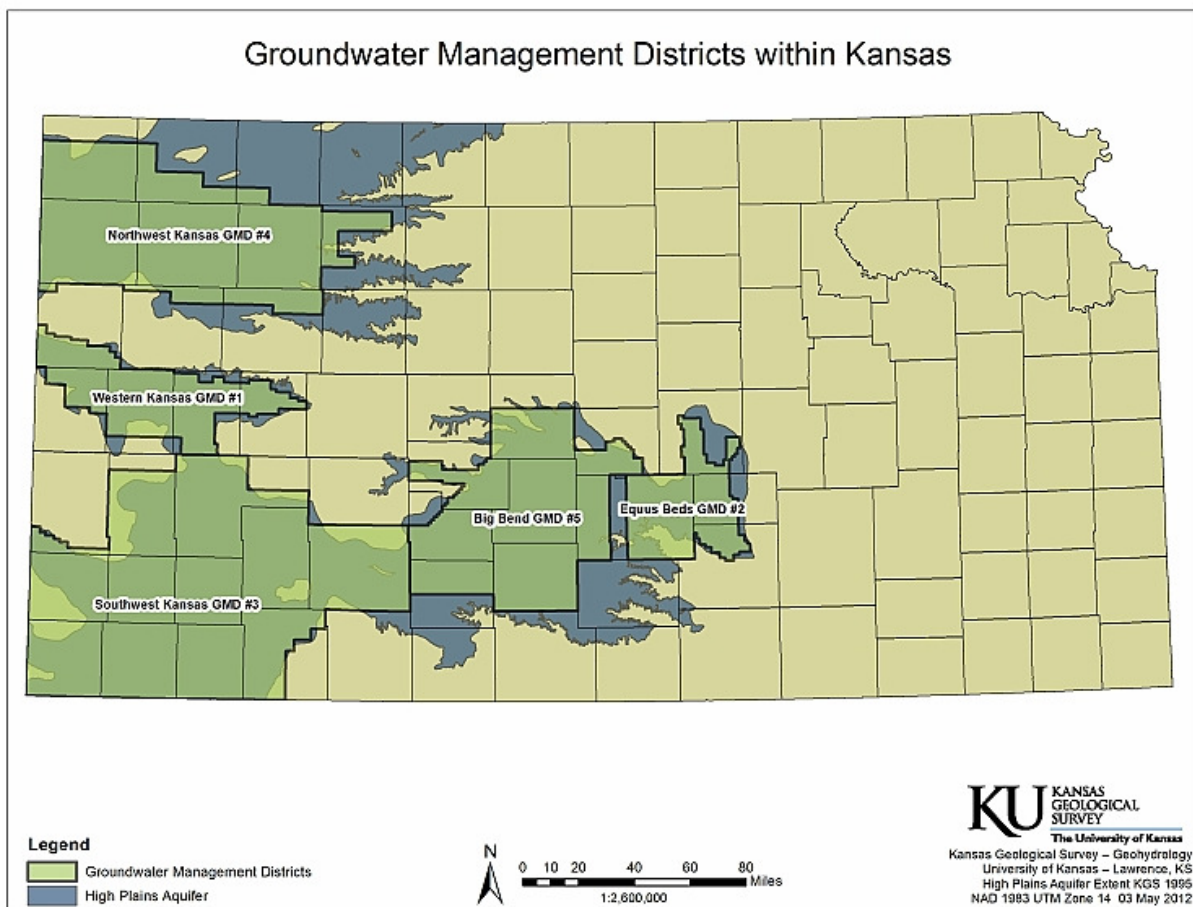 Groundwater Management Districts within Kansas
Northwest Kansas GMD #4
Western Kansas GMD #1
Big Bend GMD #5
Equus Beds GMD #2
Southwest Kansas GMD #3
Legend
Groundwater Management Districts
High Plains Aquifer
N
0 10 20 40 60 80
Miles
1:2,600,000
KU KANSAS
GEOLOGICAL
SURVEY
The University of Kansas
Kansas Geological Survey – Geohydrology
University of Kansas – Lawrence, KS
High Plains Aquifer Extent KGS 1995
NAD 1983 UTM Zone 14 03 May 2012